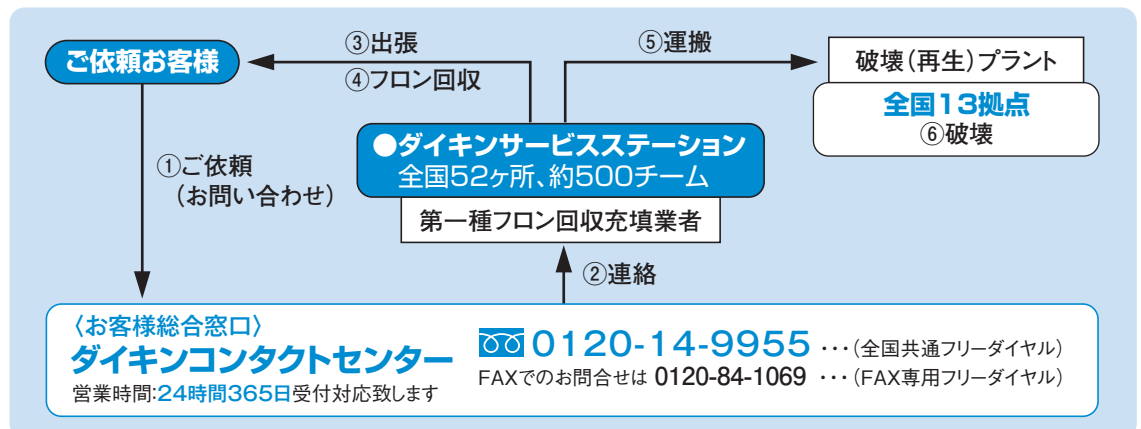 ご依頼お客様
③出張
④フロン回収
⑤運搬
破壊(再生)プラント
全国13拠点
⑥破壊
●ダイキンサービスステーション
全国52ヶ所、約500チーム
第一種フロン回収充填業者
①ご依頼
(お問い合わせ)
②連絡
〈お客様総合窓口〉
ダイキンコンタクトセンター
営業時間:24時間365日受付対応致します
0120-14-9955 ・・・(全国共通フリーダイヤル)
FAXでのお問合せは 0120-84-1069 ・・・(FAX専用フリーダイヤル)